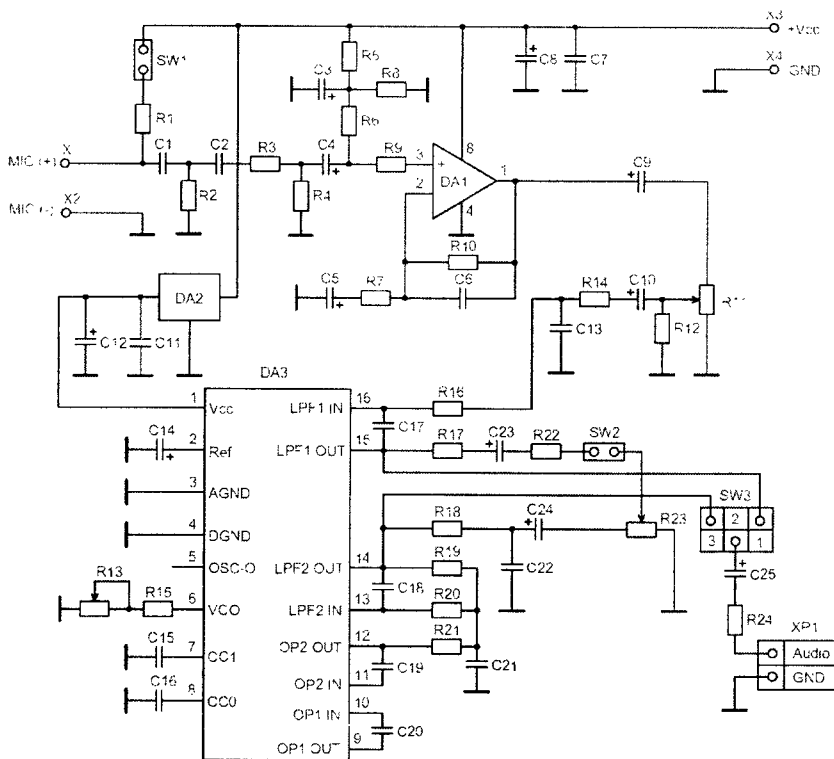 X3
+Vcc
SW1
R5
C3
R8
C8
C7
X4
GND
R1
R6
X
MIC (+)
C1
C2
R3
C4
R9
3
+
8
DA1
1
2
4
C9
R2
R4
X2
MIC (-)
R10
C5
R7
C6
R14
C10
R11
DA2
C12
C11
C13
R12
DA3
1
Vcc
LPF1 IN
16
R16
C17
C14
2
Ref
LPF1 OUT
15
R17
C23
R22
SW2
3
AGND
SW3
R18
C24
R23
2
3
1
4
DGND
5
OSC-O
LPF2 OUT
14
R19
C22
C25
C18
R13
R15
6
VCO
LPF2 IN
13
R20
R24
OP2 OUT
12
R21
XP1
C15
7
CC1
C19
C21
Audio
OP2 IN
11
GND
C16
8
CC0
OP1 IN
10
C20
OP1 OUT
9